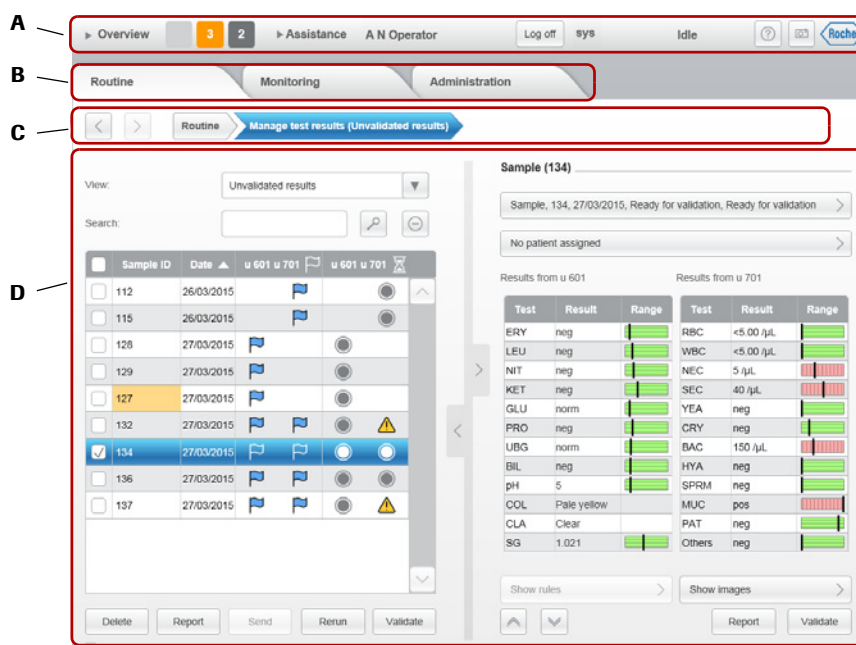 A
Overview 3 2 Assistance A N Operator Log off sys Idle ? Roche
B
Routine Monitoring Administration
C
Routine Manage test results (Unvalidated results)
D
View: Unvalidated results
Search:
Sample ID Date u 601 u 701 u 601 u 701
112 26/03/2015
115 26/03/2015
128 27/03/2015
129 27/03/2015
127 27/03/2015
132 27/03/2015
134 27/03/2015
136 27/03/2015
137 27/03/2015
Delete Report Send Rerun Validate
Sample (134)
Sample, 134, 27/03/2015, Ready for validation, Ready for validation
No patient assigned
Results from u 601
Test Result Range
ERY neg
LEU neg
NIT neg
KET neg
GLU norm
PRO neg
UBG norm
BIL neg
pH 5
COL Pale yellow
CLA Clear
SG 1.021
Results from u 701
Test Result Range
RBC <5.00 /µL
WBC <5.00 /µL
NEC 5 /µL
SEC 40 /µL
YEA neg
CRY neg
BAC 150 /µL
HYA neg
SPRM neg
MUC pos
PAT neg
Others neg
Show rules Show images
Report Validate